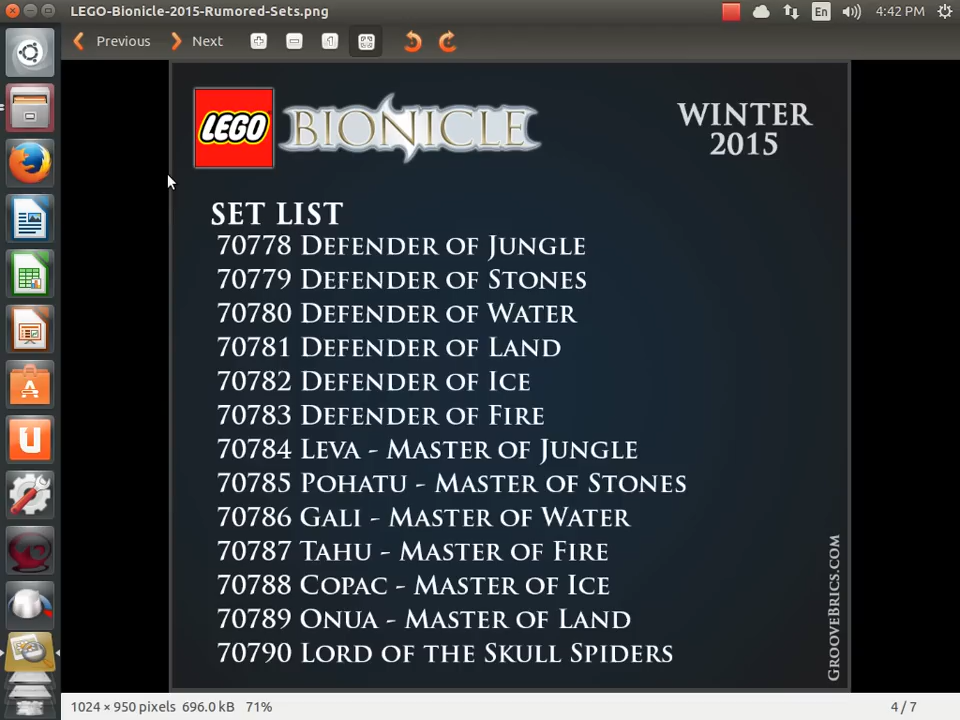 LEGO-Bionicle-2015-Rumored-Sets.png
En
4:42 PM
Previous
Next
LEGO
BIONICLE
WINTER
2015
SET LIST
70778 DEFENDER OF JUNGLE
70779 DEFENDER OF STONES
70780 DEFENDER OF WATER
70781 DEFENDER OF LAND
70782 DEFENDER OF ICE
70783 DEFENDER OF FIRE
70784 LEVA - MASTER OF JUNGLE
70785 POHATU - MASTER OF STONES
70786 GALI - MASTER OF WATER
70787 TAHU - MASTER OF FIRE
70788 COPAC - MASTER OF ICE
70789 ONUA - MASTER OF LAND
70790 LORD OF THE SKULL SPIDERS
GROOVEBRICS.COM
1024 × 950 pixels 696.0 kB 71%
4 / 7